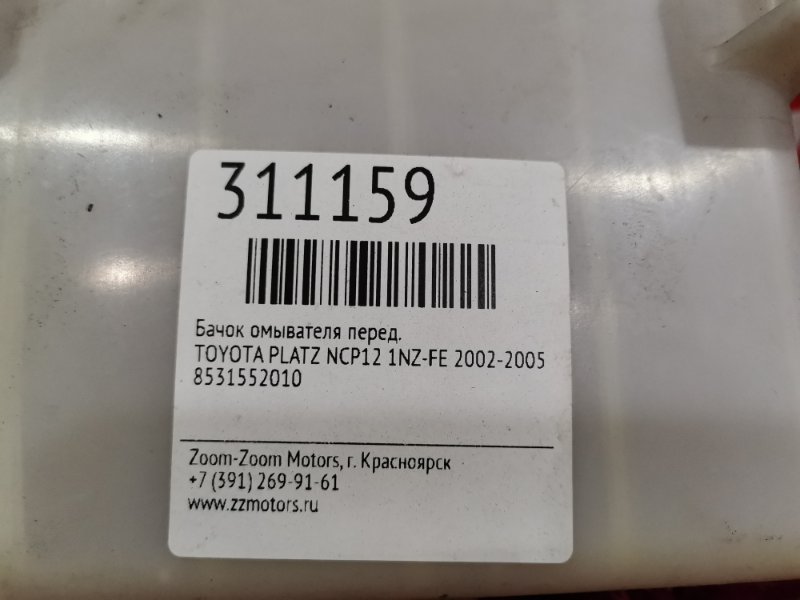 311159
Бачок омывателя перед.
TOYOTA PLATZ NCP12 1NZ-FE 2002-2005
8531552010
Zoom-Zoom Motors, г. Красноярск
+7 (391) 269-91-61
www.zzmotors.ru